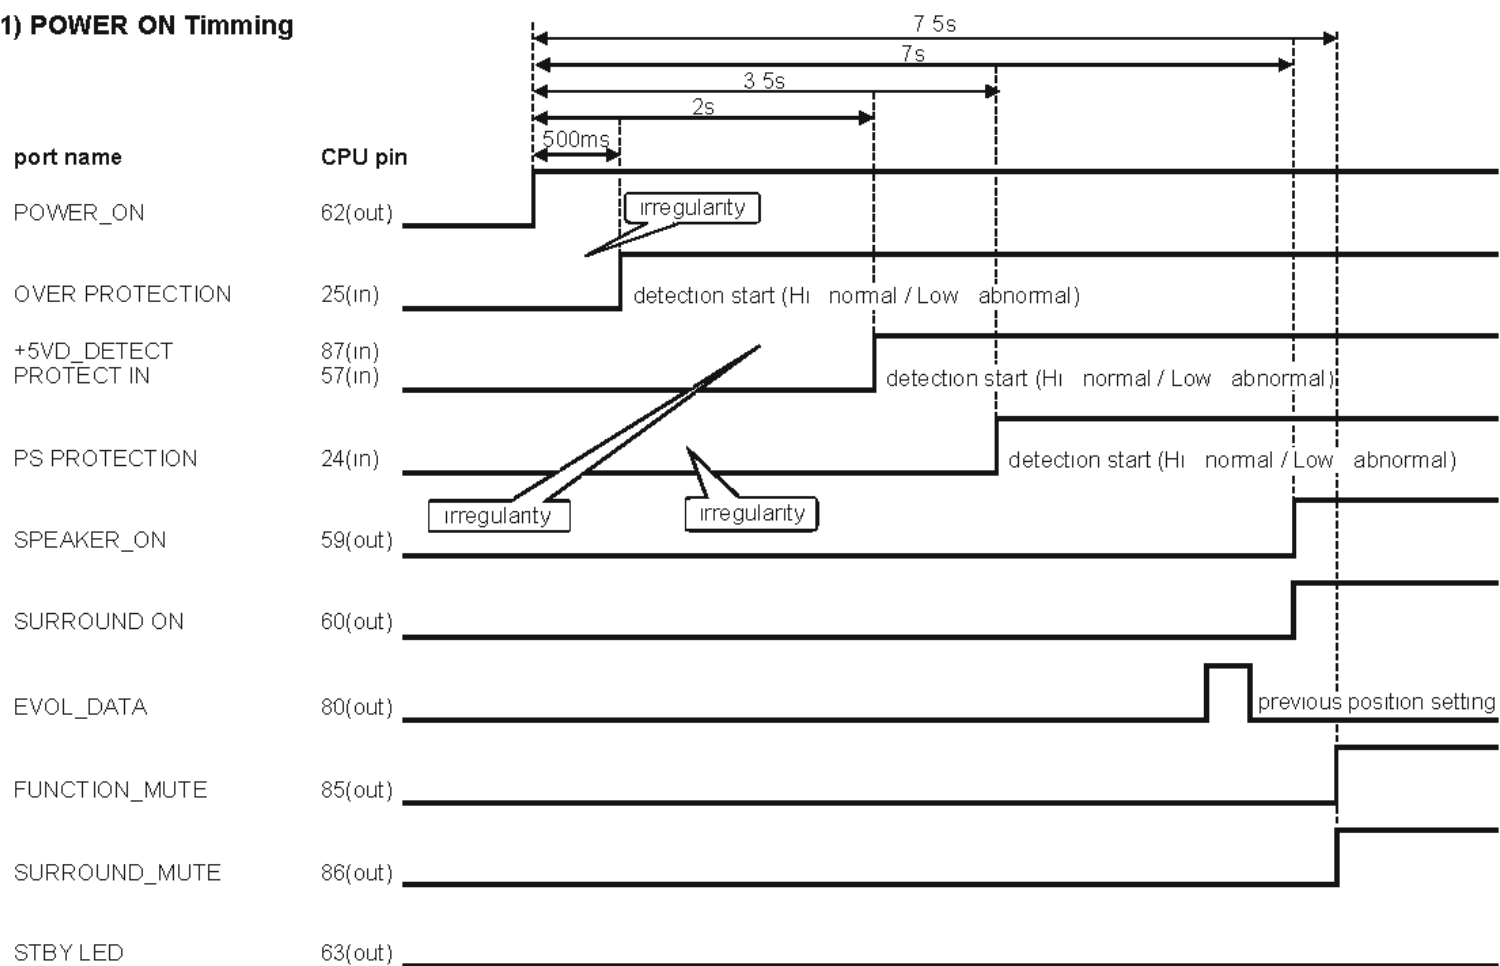 1) POWER ON Timming
7 5s
7s
3 5s
2s
500ms
port name CPU pin
POWER_ON 62(out)
irregularity
OVER PROTECTION 25(in) detection start (Hi normal / Low abnormal)
+5VD_DETECT 87(in)
PROTECT IN 57(in) detection start (Hi normal / Low abnormal)
PS PROTECTION 24(in) detection start (Hi normal / Low abnormal)
irregularity irregularity
SPEAKER_ON 59(out)
SURROUND ON 60(out)
EVOL_DATA 80(out) previous position setting
FUNCTION_MUTE 85(out)
SURROUND_MUTE 86(out)
STBY LED 63(out)